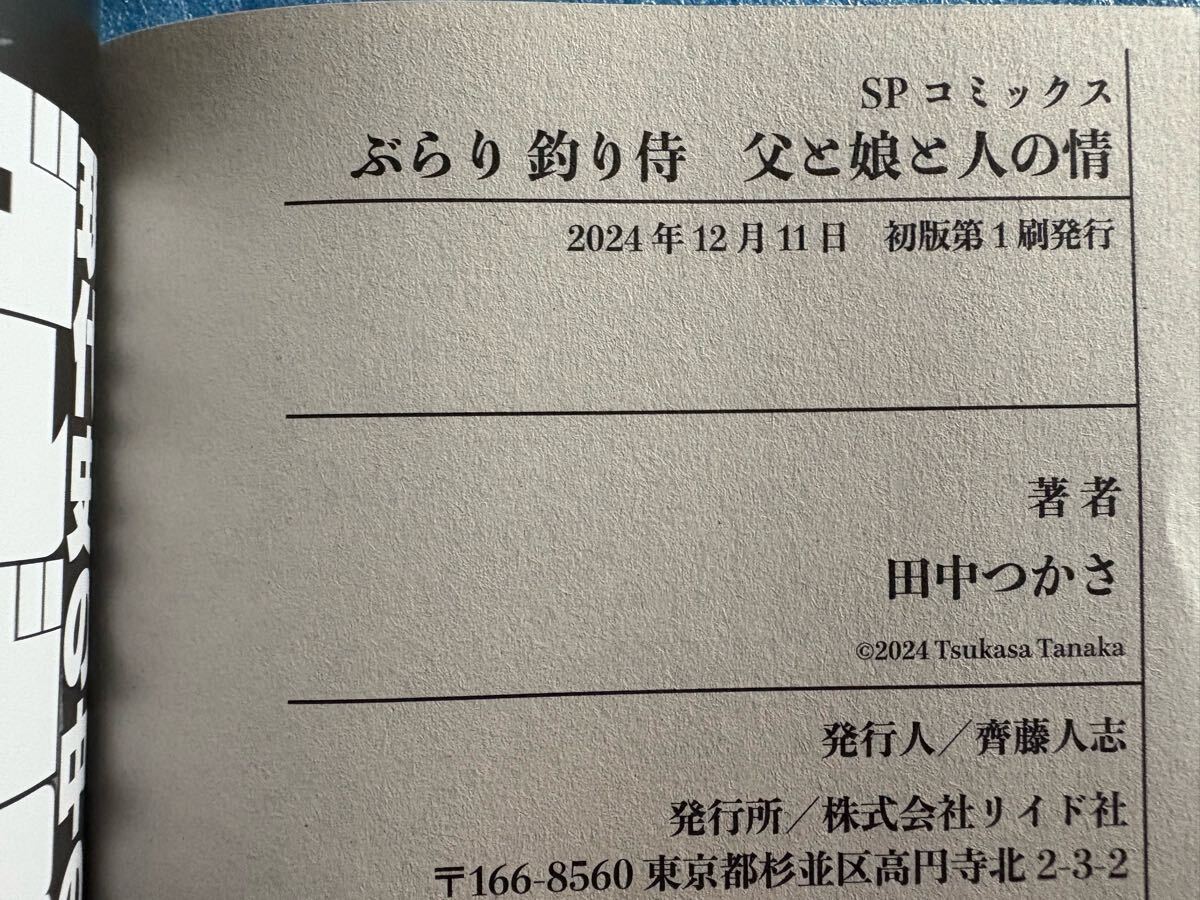 SPコミックス
ぶらり 釣り侍　父と娘と人の情
2024年12月11日　初版第1刷発行
著者
田中つかさ
©2024 Tsukasa Tanaka
発行人／齊藤人志
発行所／株式会社リイド社
〒166-8560 東京都杉並区高円寺北2-3-2